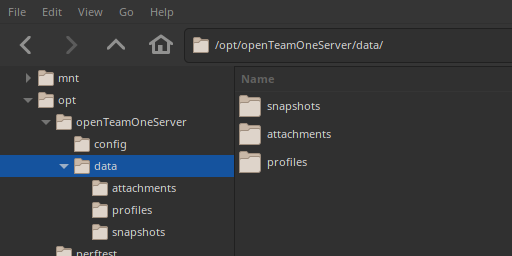 File Edit View Go Help
/opt/openTeamOneServer/data/
mnt
opt
openTeamOneServer
config
data
attachments
profiles
snapshots
perftest
Name
snapshots
attachments
profiles